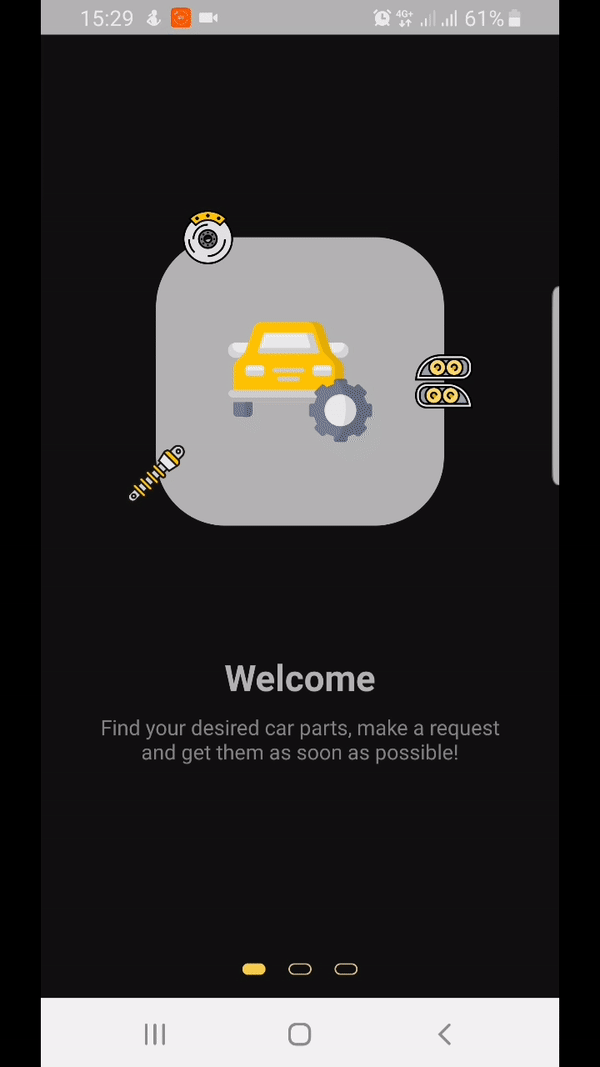 15:29
4G+
61%
Welcome
Find your desired car parts, make a request
and get them as soon as possible!